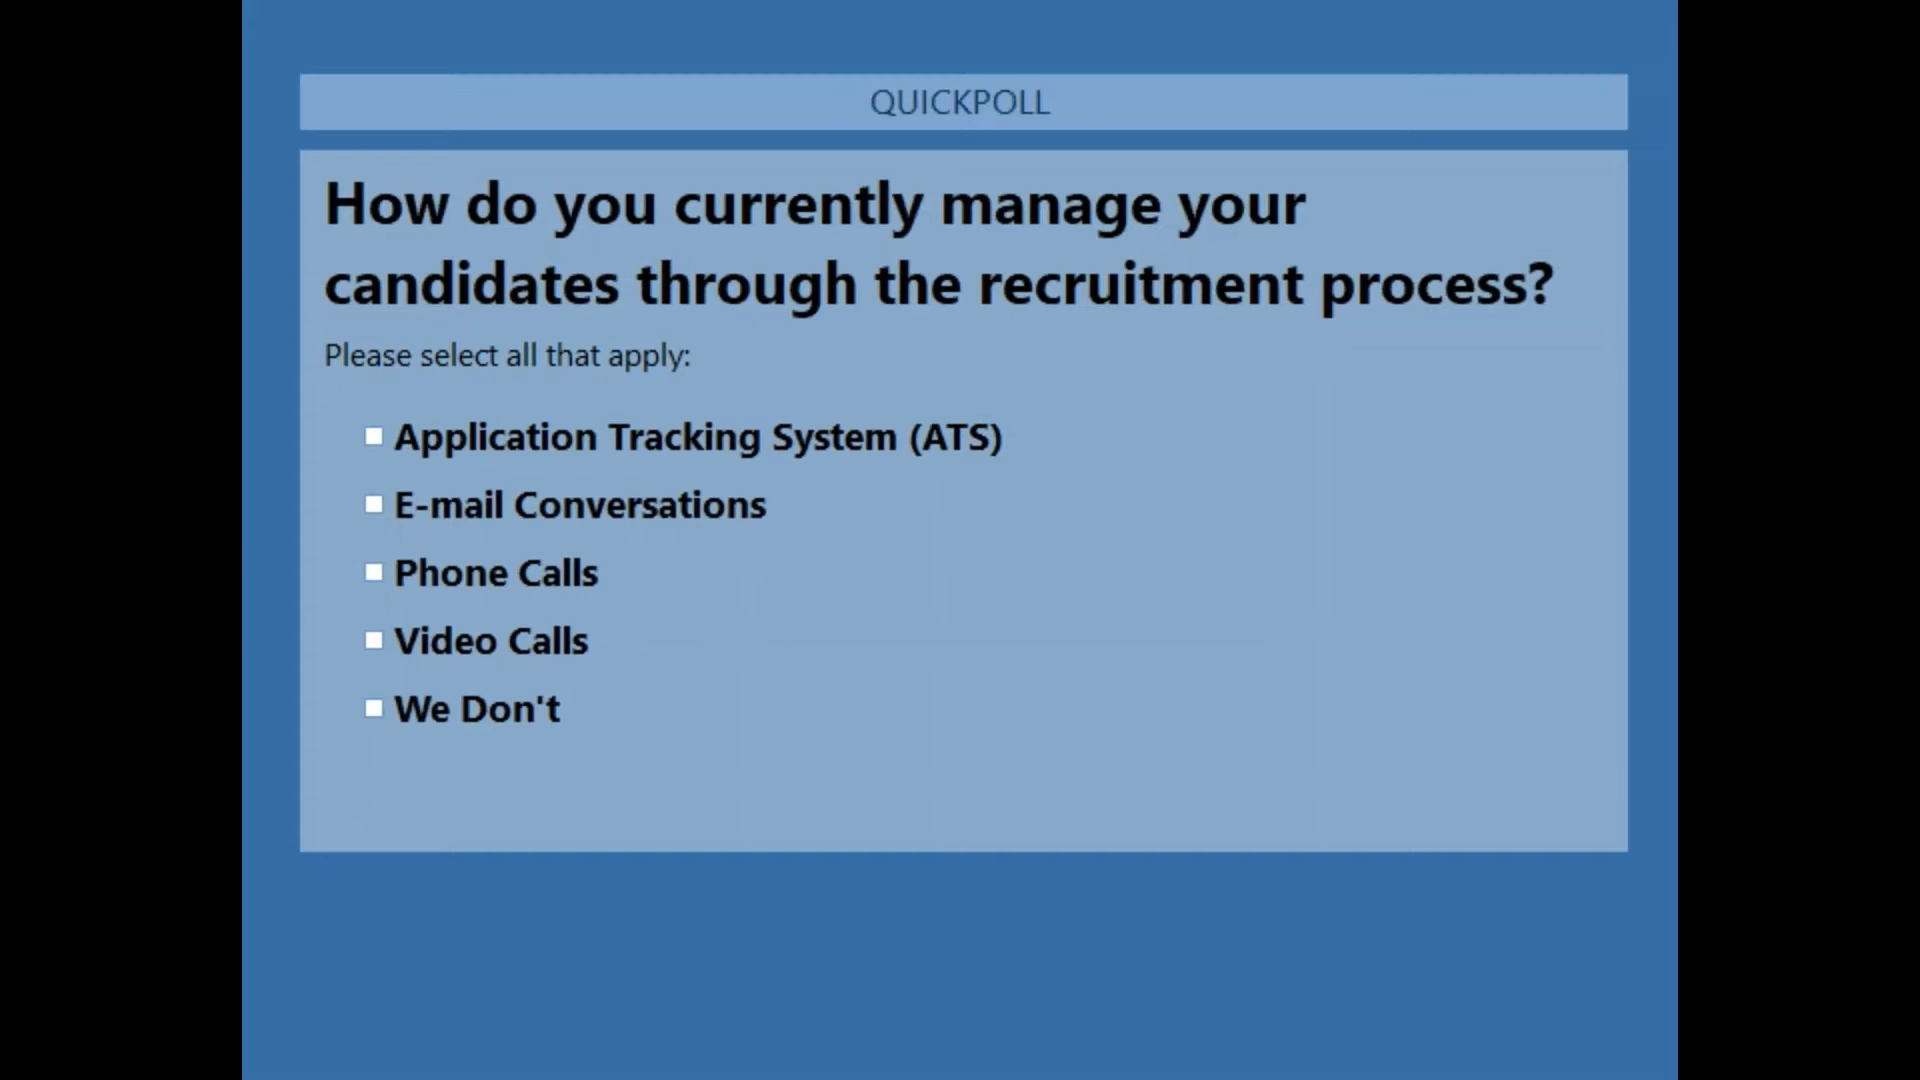 QUICKPOLL
How do you currently manage your
candidates through the recruitment process?
Please select all that apply:
Application Tracking System (ATS)
E-mail Conversations
Phone Calls
Video Calls
We Don't